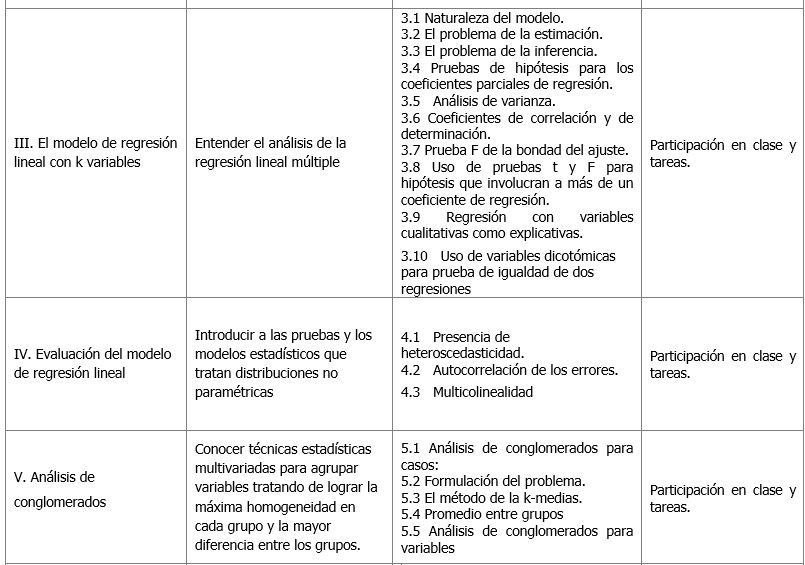 III. El modelo de regresión
lineal con k variables
Entender el análisis de la
regresión lineal múltiple
3.1 Naturaleza del modelo.
3.2 El problema de la estimación.
3.3 El problema de la inferencia.
3.4 Pruebas de hipótesis para los
coeficientes parciales de regresión.
3.5 Análisis de varianza.
3.6 Coeficientes de correlación y de
determinación.
3.7 Prueba F de la bondad del ajuste.
3.8 Uso de pruebas t y F para
hipótesis que involucran a más de un
coeficiente de regresión.
3.9 Regresión con variables
cualitativas como explicativas.
3.10 Uso de variables dicotómicas
para prueba de igualdad de dos
regresiones
Participación en clase y
tareas.
IV. Evaluación del modelo
de regresión lineal
Introducir a las pruebas y los
modelos estadísticos que
tratan distribuciones no
paramétricas
4.1 Presencia de
heteroscedasticidad.
4.2 Autocorrelación de los errores.
4.3 Multicolinealidad
Participación en clase y
tareas.
V. Análisis de
conglomerados
Conocer técnicas estadísticas
multivariadas para agrupar
variables tratando de lograr la
máxima homogeneidad en
cada grupo y la mayor
diferencia entre los grupos.
5.1 Análisis de conglomerados para
casos:
5.2 Formulación del problema.
5.3 El método de la k-medias.
5.4 Promedio entre grupos
5.5 Análisis de conglomerados para
variables
Participación en clase y
tareas.